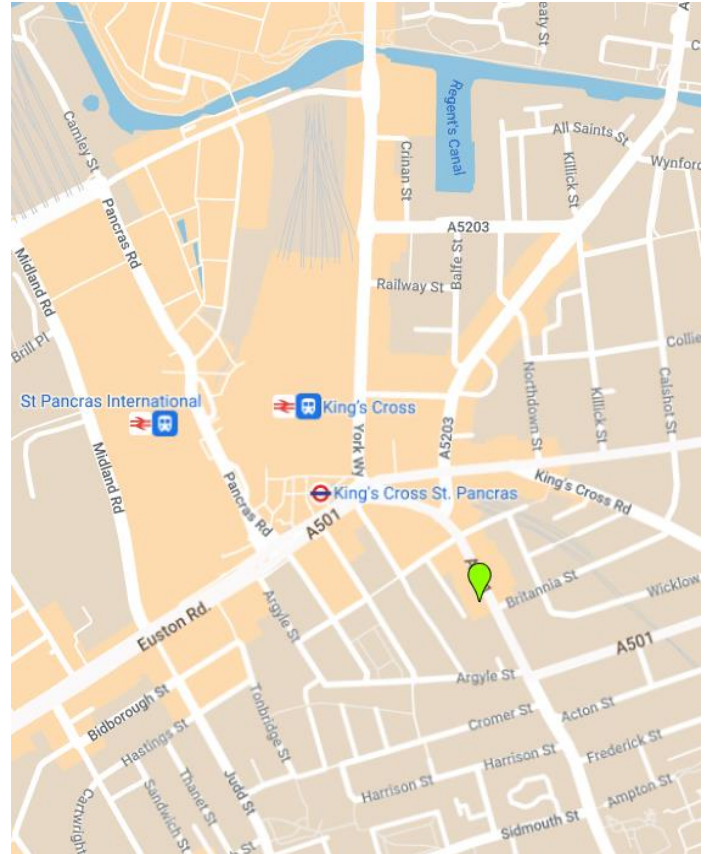 eaty St
Camley St
Regent's Canal
All Saints St
Killick St
Wynford
Crinan St
Pancras Rd
A5203
Balfe St
Midland Rd
Railway St
Brill Pl
Collie
Northdown St
Killick St
Calshot St
St Pancras International
King's Cross
York Wy
A5203
Midland Rd
Pancras Rd
King's Cross St. Pancras
King's Cross Rd
A501
Britannia St
Wicklow
Argyle St
Euston Rd.
A501
Argyle St
Bidborough St
Tonbridge St
Cromer St
Acton St
Hastings St
Harrison St
Frederick St
Judd St
Thanet St
Sandwich St
Harrison St
Ampton St
Cartwright
Sidmouth St